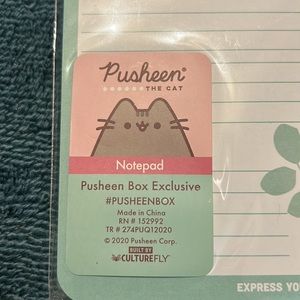 Pusheen®
THE CAT
Notepad
Pusheen Box Exclusive
#PUSHEENBOX
Made in China
RN # 152992
TR # 274PUQ12020
© 2020 Pusheen Corp.
BUILT BY CULTUREFLY
EXPRESS YO